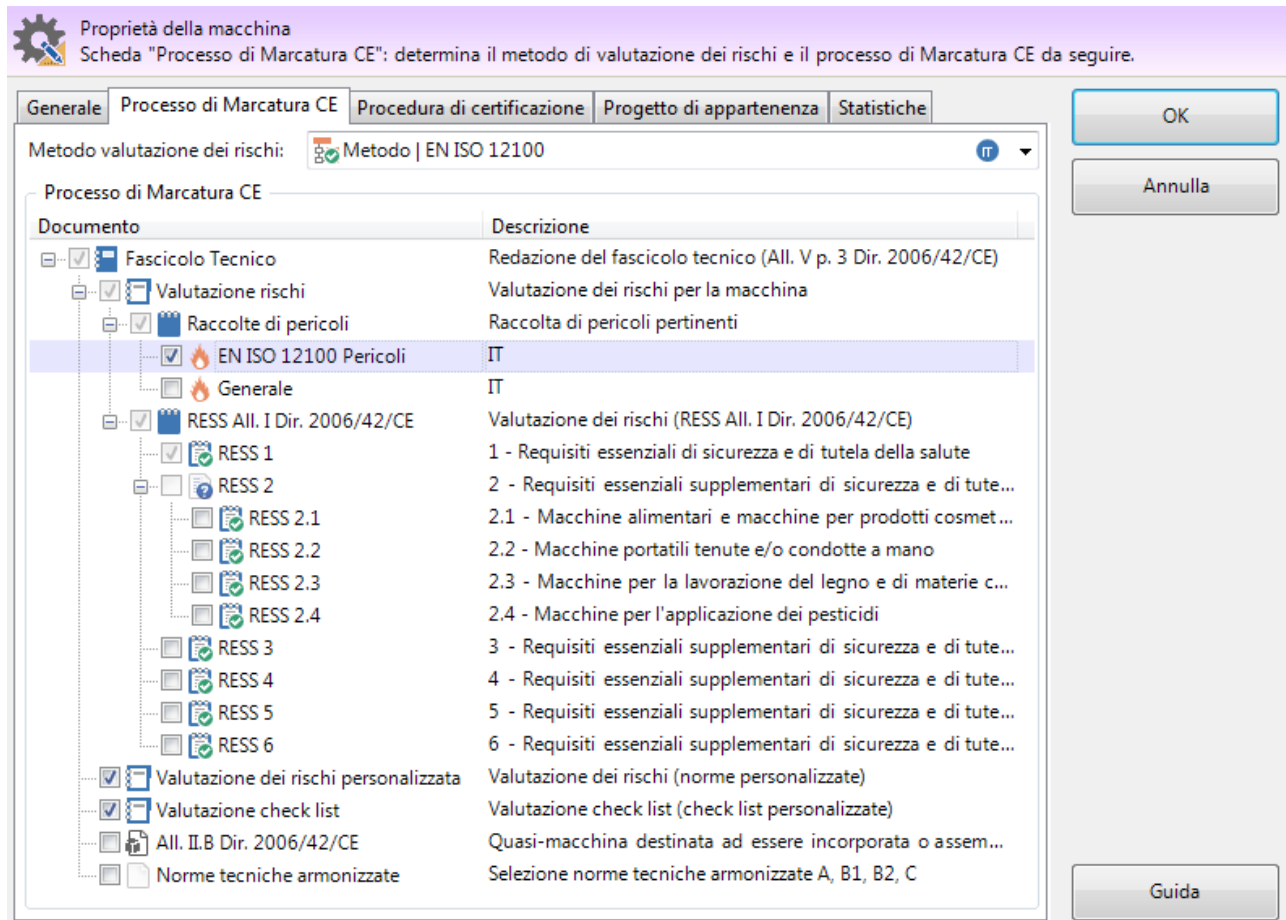 Proprietà della macchina
Scheda "Processo di Marcatura CE": determina il metodo di valutazione dei rischi e il processo di Marcatura CE da seguire.
Generale Processo di Marcatura CE Procedura di certificazione Progetto di appartenenza Statistiche
OK
Metodo valutazione dei rischi: Metodo | EN ISO 12100 IT
Annulla
Processo di Marcatura CE
Documento Descrizione
Fascicolo Tecnico Redazione del fascicolo tecnico (All. V p. 3 Dir. 2006/42/CE)
Valutazione rischi Valutazione dei rischi per la macchina
Raccolte di pericoli Raccolta di pericoli pertinenti
EN ISO 12100 Pericoli IT
Generale IT
RESS All. I Dir. 2006/42/CE Valutazione dei rischi (RESS All. I Dir. 2006/42/CE)
RESS 1 1 - Requisiti essenziali di sicurezza e di tutela della salute
RESS 2 2 - Requisiti essenziali supplementari di sicurezza e di tute...
RESS 2.1 2.1 - Macchine alimentari e macchine per prodotti cosmet...
RESS 2.2 2.2 - Macchine portatili tenute e/o condotte a mano
RESS 2.3 2.3 - Macchine per la lavorazione del legno e di materie c...
RESS 2.4 2.4 - Macchine per l'applicazione dei pesticidi
RESS 3 3 - Requisiti essenziali supplementari di sicurezza e di tute...
RESS 4 4 - Requisiti essenziali supplementari di sicurezza e di tute...
RESS 5 5 - Requisiti essenziali supplementari di sicurezza e di tute...
RESS 6 6 - Requisiti essenziali supplementari di sicurezza e di tute...
Valutazione dei rischi personalizzata Valutazione dei rischi (norme personalizzate)
Valutazione check list Valutazione check list (check list personalizzate)
All. II.B Dir. 2006/42/CE Quasi-macchina destinata ad essere incorporata o assem...
Norme tecniche armonizzate Selezione norme tecniche armonizzate A, B1, B2, C
Guida